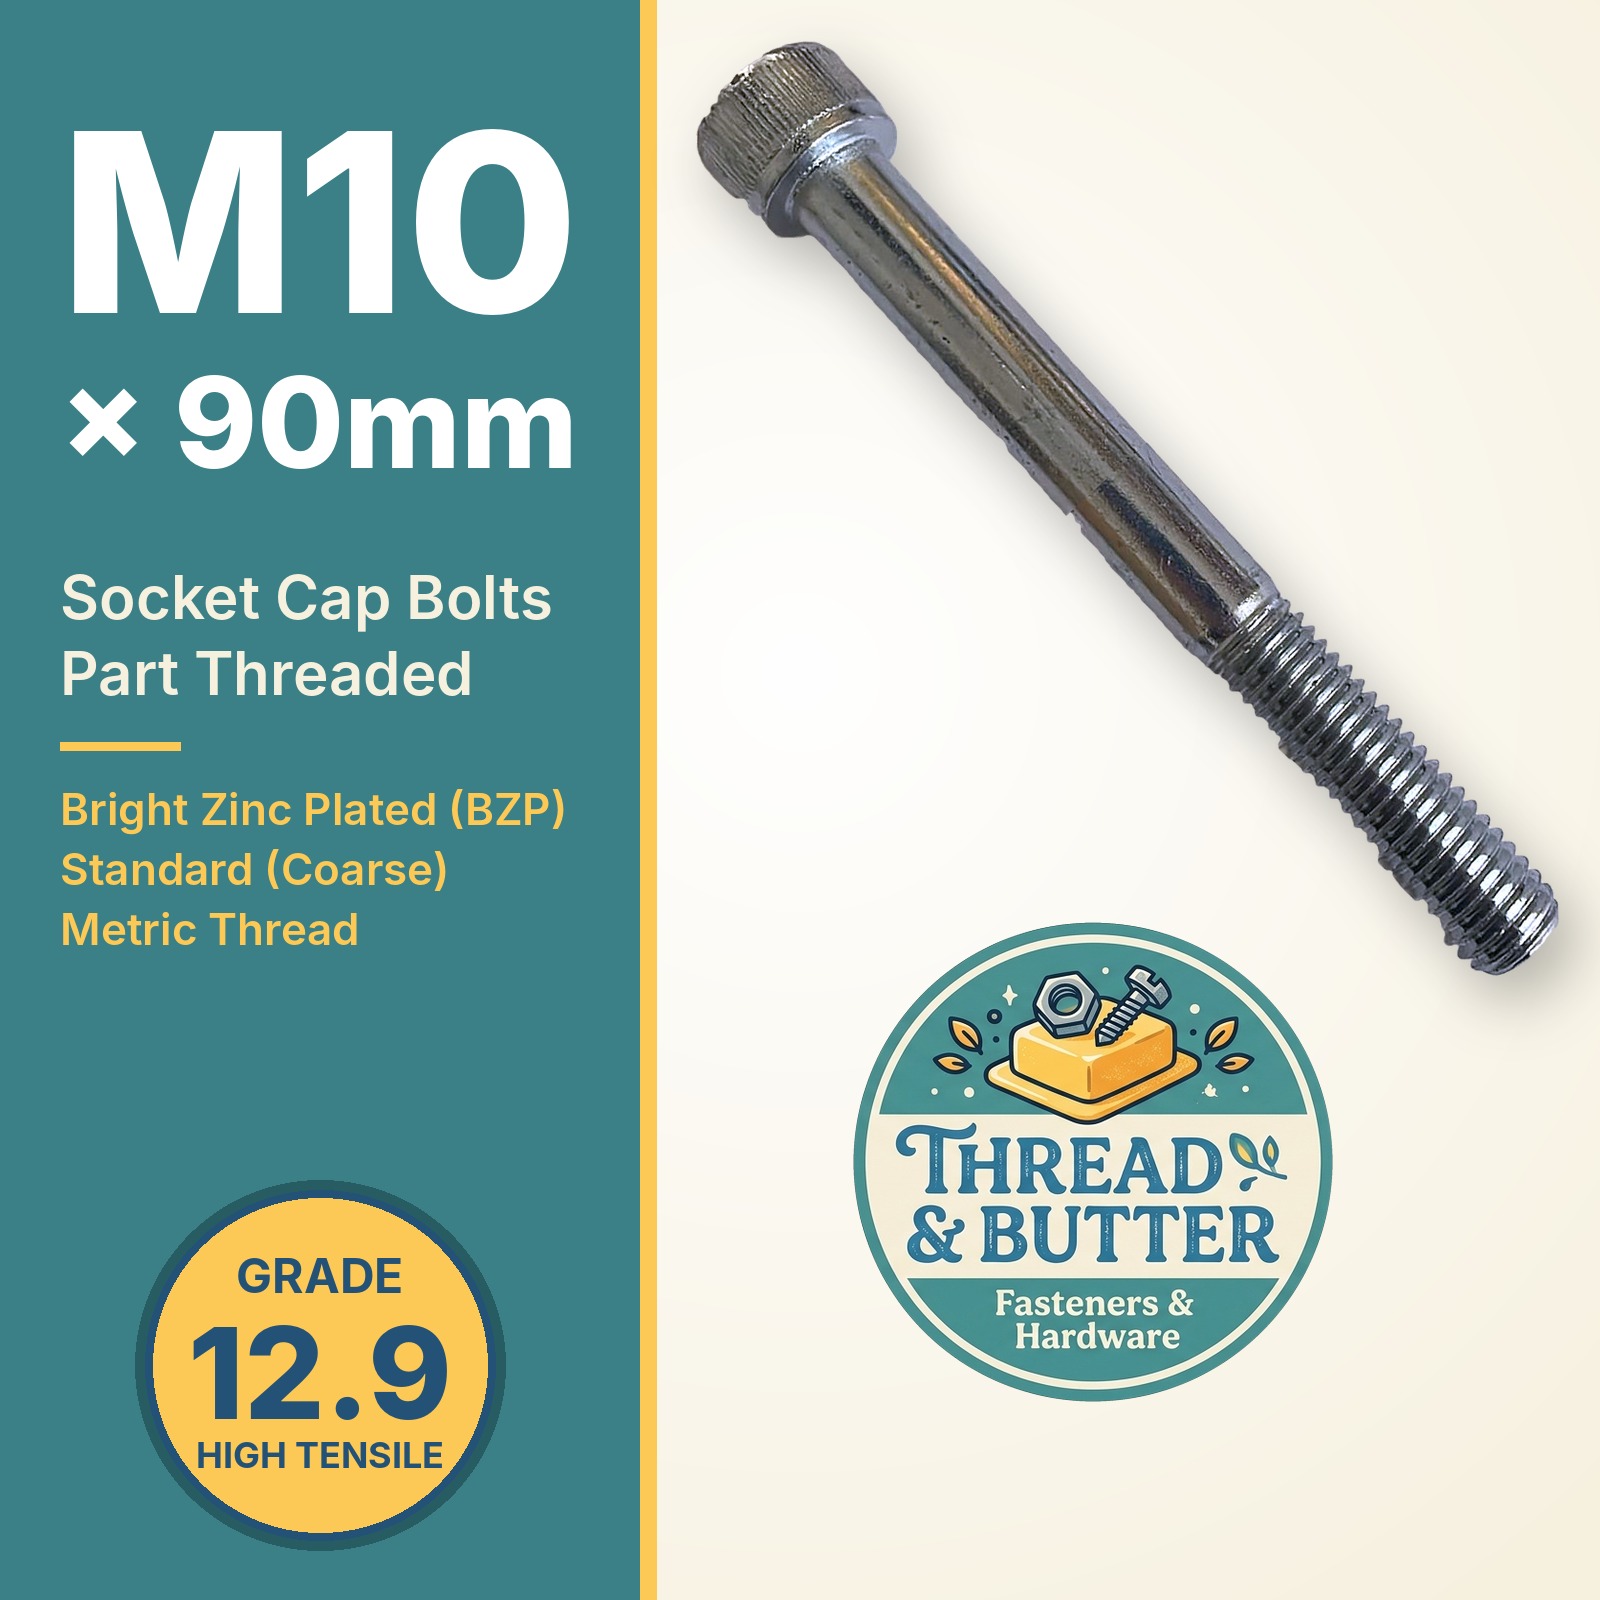 M10
× 90mm
Socket Cap Bolts
Part Threaded
Bright Zinc Plated (BZP)
Standard (Coarse)
Metric Thread
GRADE
12.9
HIGH TENSILE
THREAD
& BUTTER
Fasteners &
Hardware